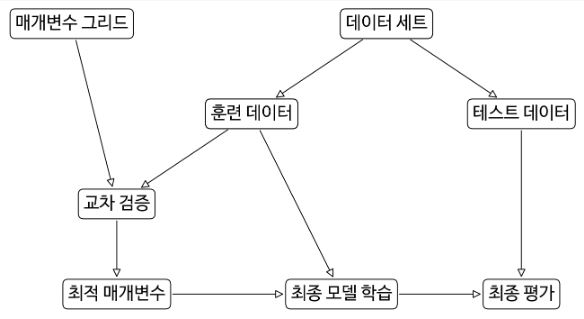 매개변수 그리드
데이터 세트
훈련 데이터
테스트 데이터
교차 검증
최적 매개변수
최종 모델 학습
최종 평가